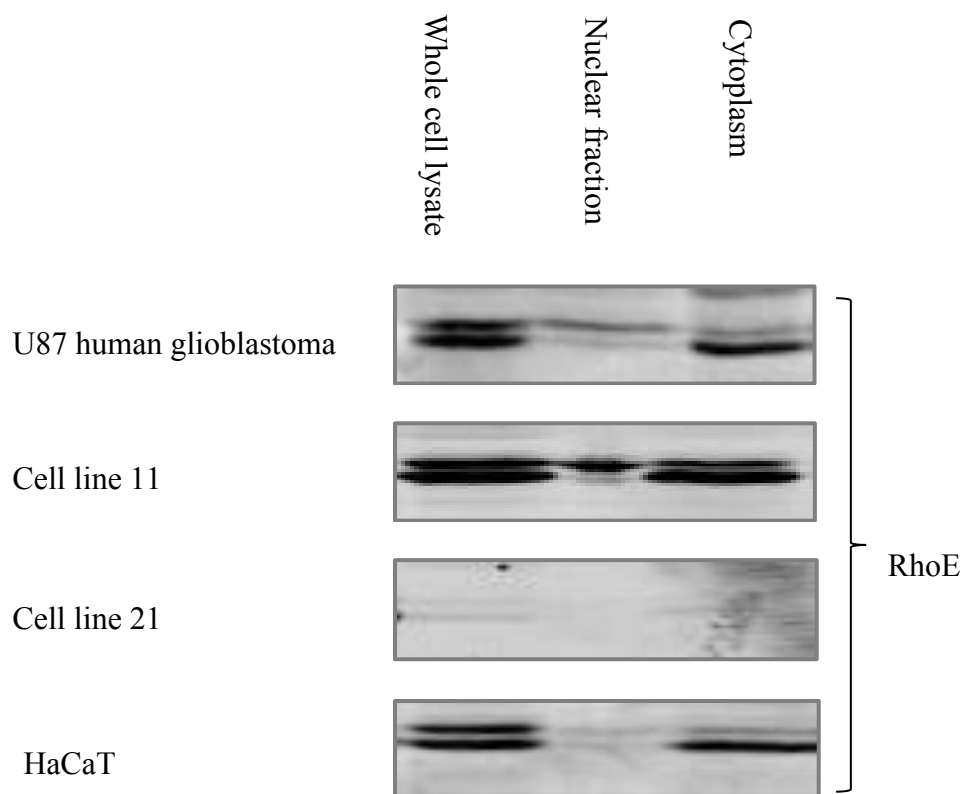 Whole cell lysate
Nuclear fraction
Cytoplasm
U87 human glioblastoma
Cell line 11
Cell line 21
HaCaT
RhoE